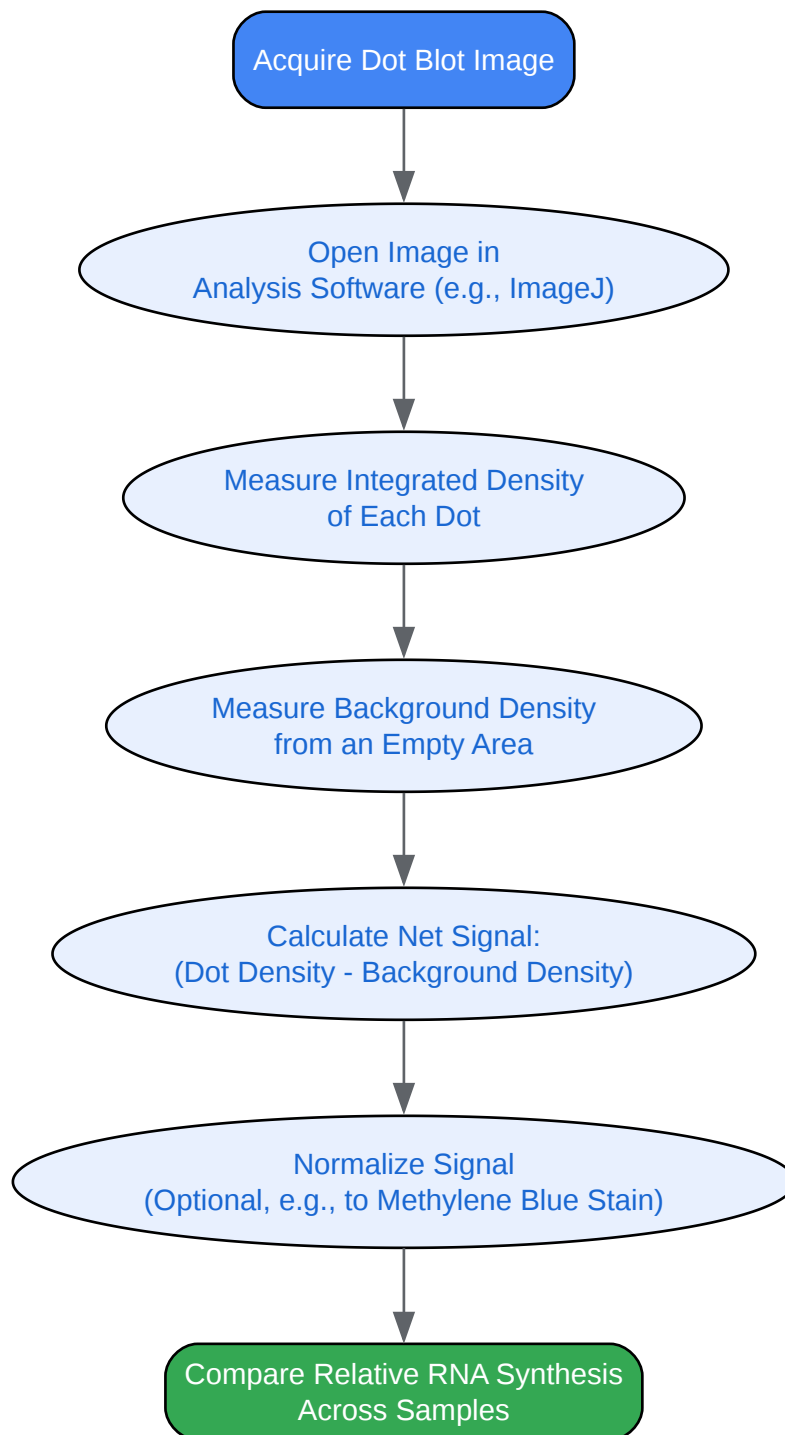 Acquire Dot Blot Image
Open Image in
Analysis Software (e.g., ImageJ)
Measure Integrated Density
of Each Dot
Measure Background Density
from an Empty Area
Calculate Net Signal:
(Dot Density - Background Density)
Normalize Signal
(Optional, e.g., to Methylene Blue Stain)
Compare Relative RNA Synthesis
Across Samples